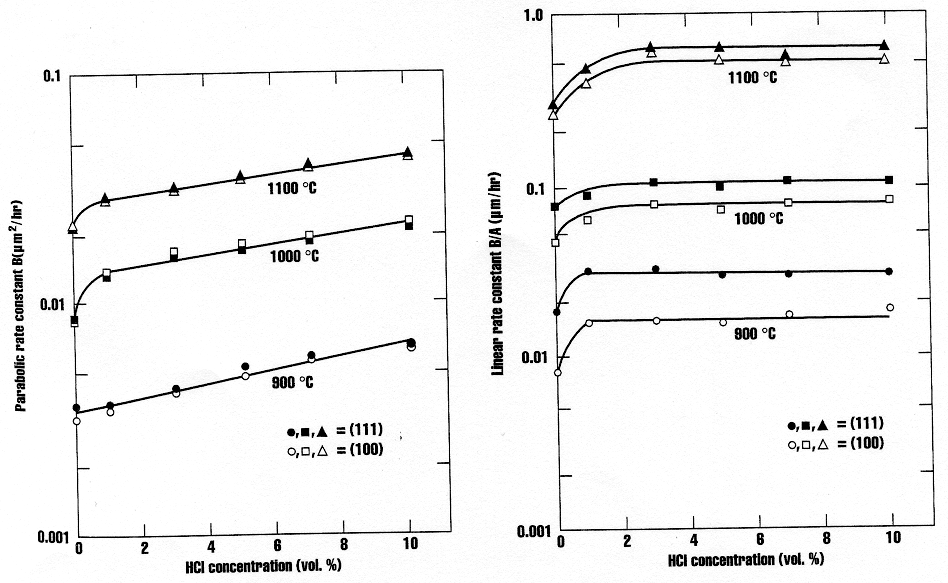 0.1
0.01
0.001
Parabolic rate constant B(µm²/hr)
1100 °C
1000 °C
900 °C
●,■,▲ = (111)
○,□,△ = (100)
0 2 4 6 8 10
HCl concentration (vol. %)
1.0
0.1
0.01
0.001
Linear rate constant B/A (µm/hr)
1100 °C
1000 °C
900 °C
●,■,▲ = (111)
○,□,△ = (100)
0 2 4 6 8 10
HCl concentration (vol. %)